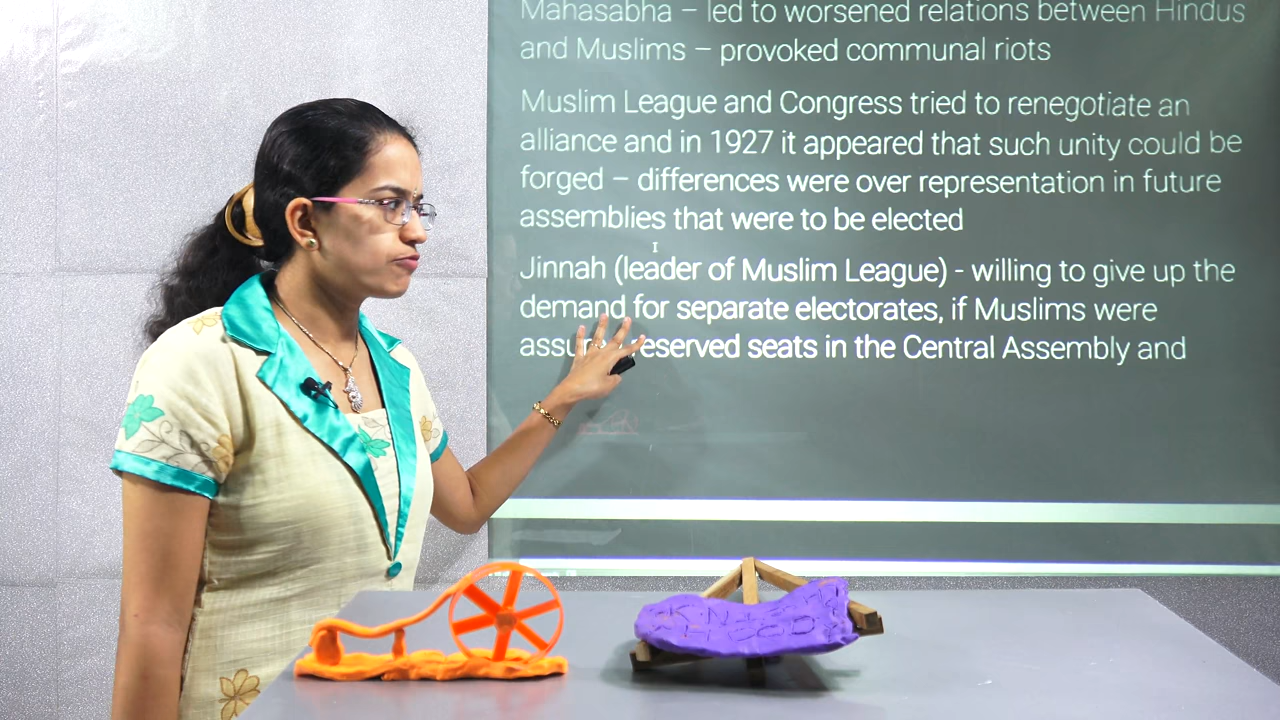 Mahasabha – led to worsened relations between Hindus
and Muslims – provoked communal riots
Muslim League and Congress tried to renegotiate an
alliance and in 1927 it appeared that such unity could be
forged – differences were over representation in future
assemblies that were to be elected
Jinnah (leader of Muslim League) - willing to give up the
demand for separate electorates, if Muslims were
reserved seats in the Central Assembly and